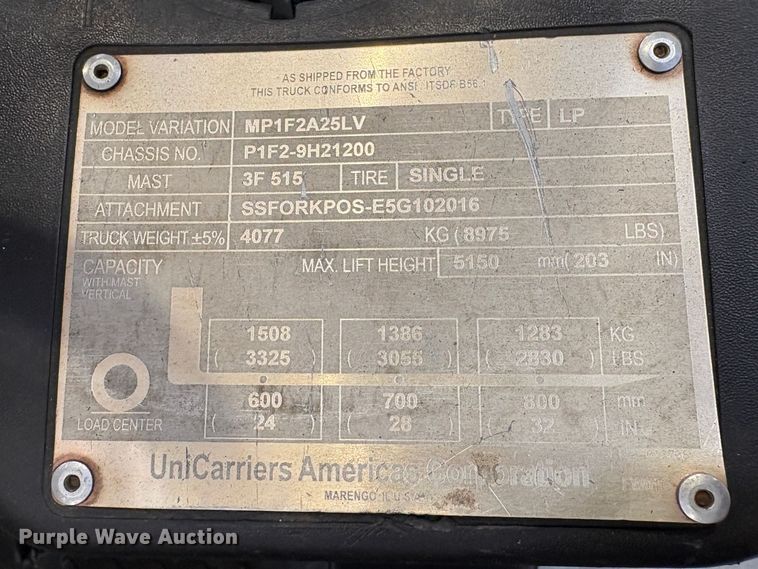 AS SHIPPED FROM THE FACTORY
THIS TRUCK CONFORMS TO ANSI / ITSDF B56.1
MODEL VARIATION MP1F2A25LV TYPE LP
CHASSIS NO. P1F2-9H21200
MAST 3F 515 TIRE SINGLE
ATTACHMENT SSFORKPOS-E5G102016
TRUCK WEIGHT ±5% 4077 KG ( 8975 LBS)
CAPACITY MAX. LIFT HEIGHT 5150 mm( 203 IN)
WITH MAST
VERTICAL
1508 1386 1283 KG
( 3325 ) ( 3055 ) ( 2830 ) LBS
600 700 800 mm
LOAD CENTER ( 24 ) ( 28 ) ( 32 ) IN
UniCarriers Americas Corporation
MARENGO IL U.S.A.
Purple Wave Auction